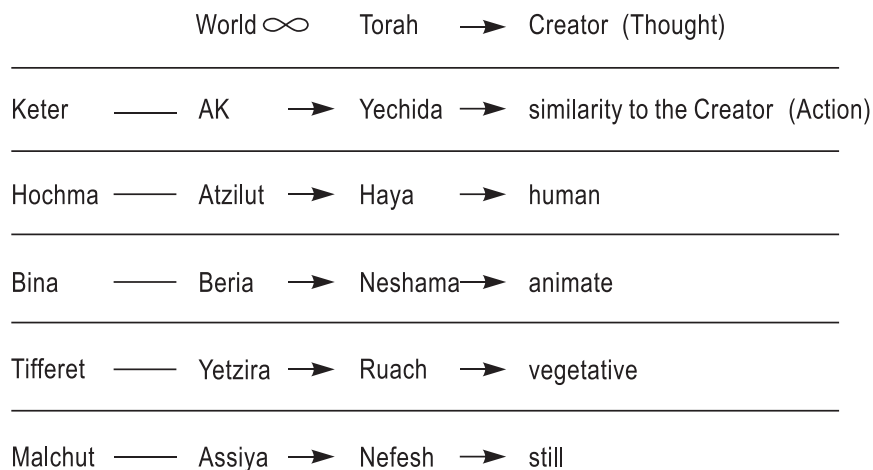 World ∞ Torah → Creator (Thought)
Keter — AK → Yechida → similarity to the Creator (Action)
Hochma — Atzilut → Haya → human
Bina — Beria → Neshama → animate
Tifferet — Yetzira → Ruach → vegetative
Malchut — Assiya → Nefesh → still